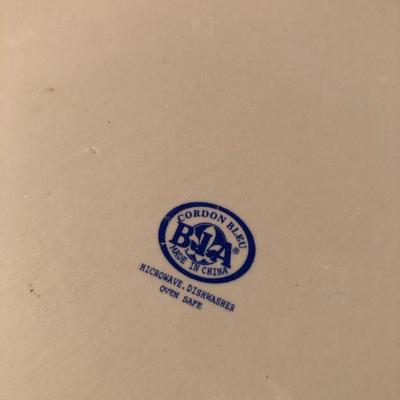 CORDON BLEU
BIA®
MADE IN CHINA
MICROWAVE. DISHWASHER
OVEN SAFE